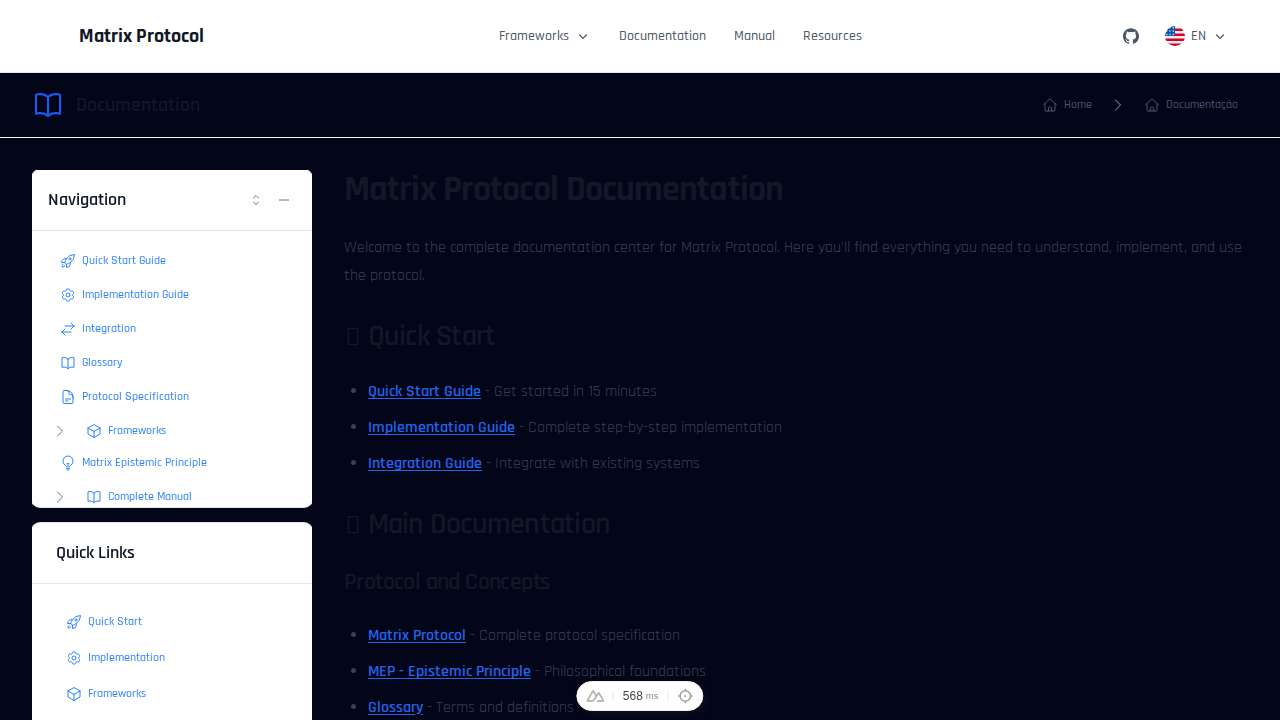 Matrix Protocol
Frameworks
Documentation
Manual
Resources
EN
Documentation
Home
Documentação
Navigation
Quick Start Guide
Implementation Guide
Integration
Glossary
Protocol Specification
Frameworks
Matrix Epistemic Principle
Complete Manual
Quick Links
Quick Start
Implementation
Frameworks
Matrix Protocol Documentation
Welcome to the complete documentation center for Matrix Protocol. Here you'll find everything you need to understand, implement, and use
the protocol.
Quick Start
Quick Start Guide - Get started in 15 minutes
Implementation Guide - Complete step-by-step implementation
Integration Guide - Integrate with existing systems
Main Documentation
Protocol and Concepts
Matrix Protocol - Complete protocol specification
MEP - Epistemic Principle - Philosophical foundations
Glossary - Terms and definitions
568 ms